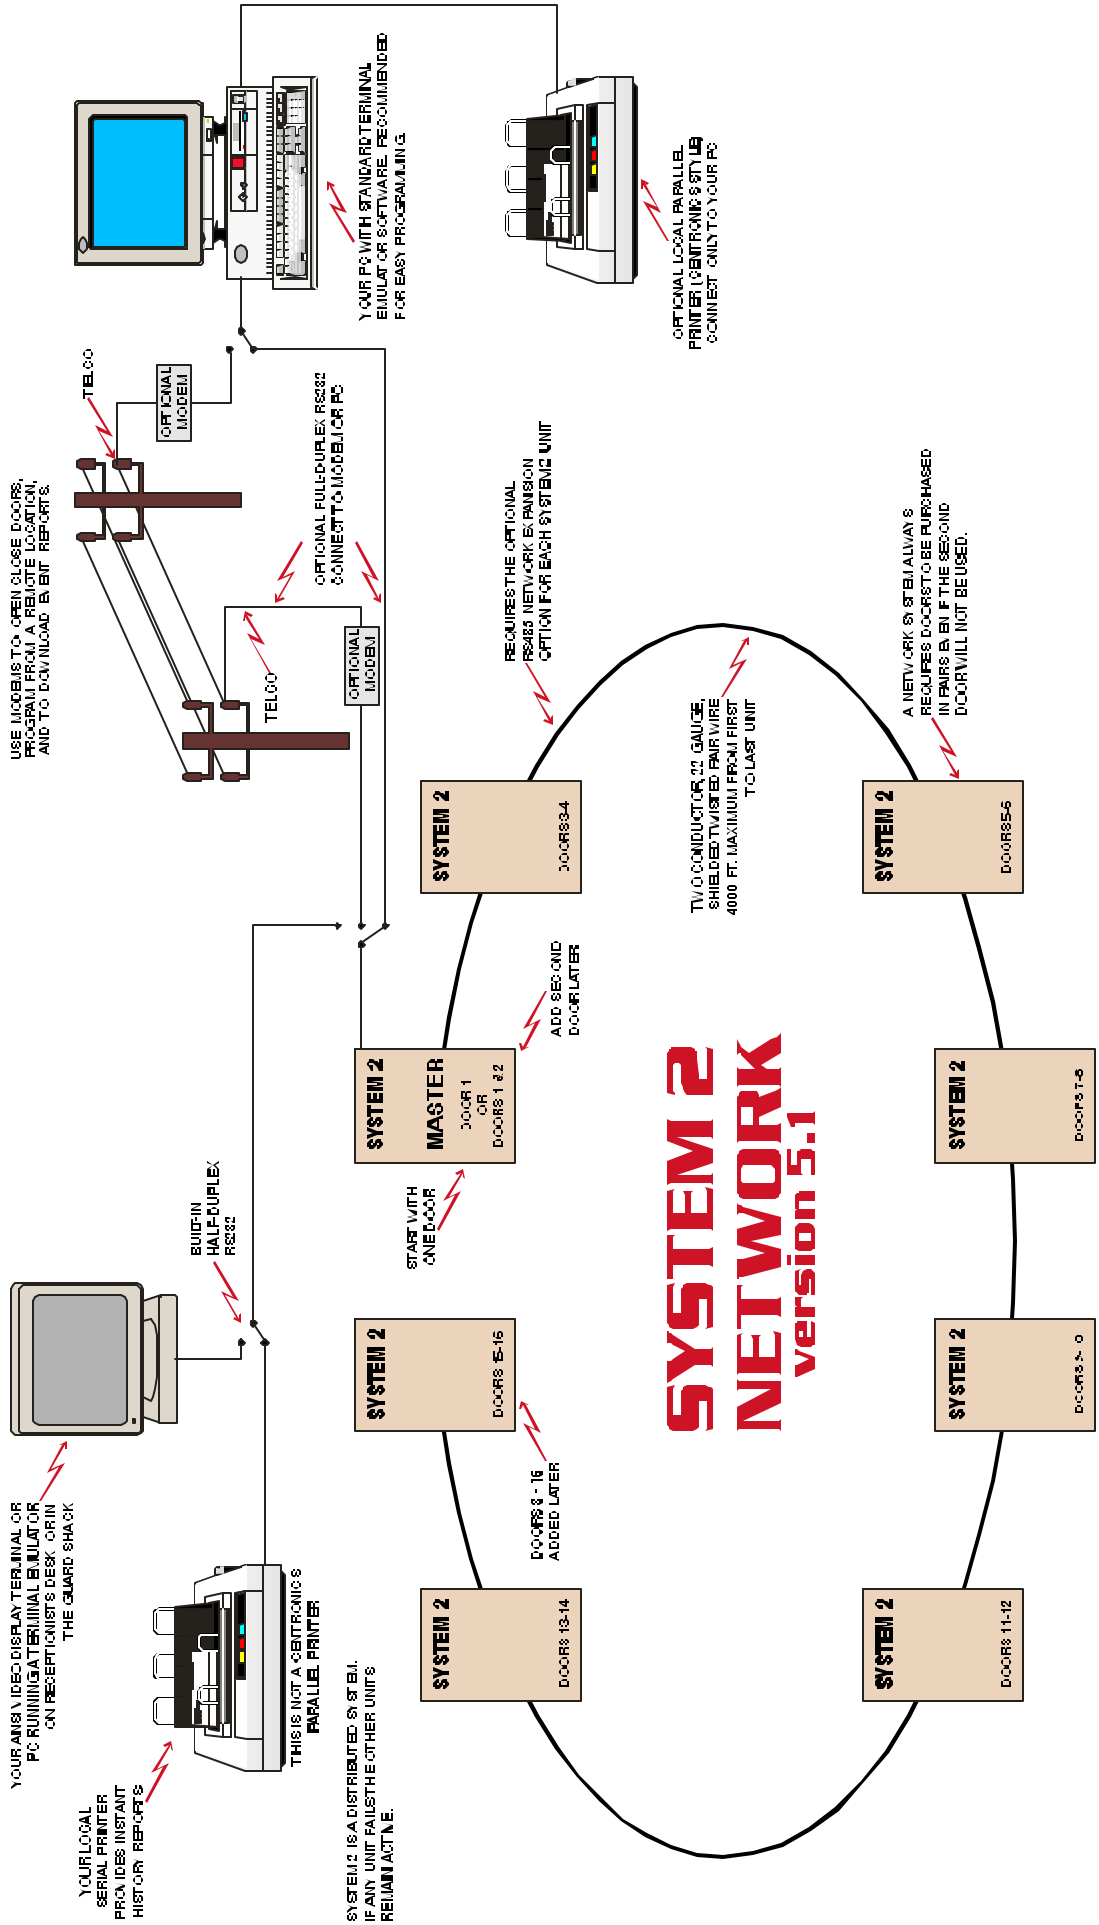 YOUR ANSI VIDEO DISPLAY TERMINAL OR
PC RUNNING A TERMINAL EMULATOR
ON RECEPTIONIST'S DESK OR IN
THE GUARD SHACK
USE MODEMS TO OPEN CLOSE DOORS,
PROGRAM FROM A REMOTE LOCATION,
AND TO DOWNLOAD EVENT REPORTS.
TELCO
OPTIONAL
MODEM
YOUR LOCAL
SERIAL PRINTER
PROVIDES INSTANT
HISTORY REPORTS
BUILT-IN
HALF-DUPLEX
RS232
TELCO
OPTIONAL FULL-DUPLEX RS232
CONNECT TO MODEM OR PC
OPTIONAL
MODEM
YOUR PC WITH STANDARD TERMINAL
EMULATOR SOFTWARE. RECOMMENDED
FOR EASY PROGRAMMING.
THIS IS NOT A CENTRONICS
PARALLEL PRINTER
SYSTEM 2 IS A DISTRIBUTED SYSTEM.
IF ANY UNIT FAILS THE OTHER UNITS
REMAIN ACTIVE.
START WITH
ONE DOOR
SYSTEM 2
MASTER
DOOR 1
OR
DOORS 1 &2
ADD SECOND
DOOR LATER
SYSTEM 2
DOORS 3-4
REQUIRES THE OPTIONAL
RS485 NETWORK EXPANSION
OPTION FOR EACH SYSTEM 2 UNIT
OPTIONAL LOCAL PARALLEL
PRINTER (CENTRONICS STYLE)
CONNECT ONLY TO YOUR PC
SYSTEM 2
DOORS 15-16
DOORS 8 - 16
ADDED LATER
SYSTEM 2
DOORS 13-14
SYSTEM 2
NETWORK
version 5.1
TWO CONDUCTOR, 22 GAUGE,
SHIELDED TWISTED PAIR WIRE
4000 FT. MAXIMUM FROM FIRST
TO LAST UNIT
A NETWORK SYSTEM ALWAYS
REQUIRES DOORS TO BE PURCHASED
IN PAIRS EVEN IF THE SECOND
DOOR WILL NOT BE USED.
SYSTEM 2
DOORS 11-12
SYSTEM 2
DOORS 9-10
SYSTEM 2
DOORS 7-8
SYSTEM 2
DOORS 5-6